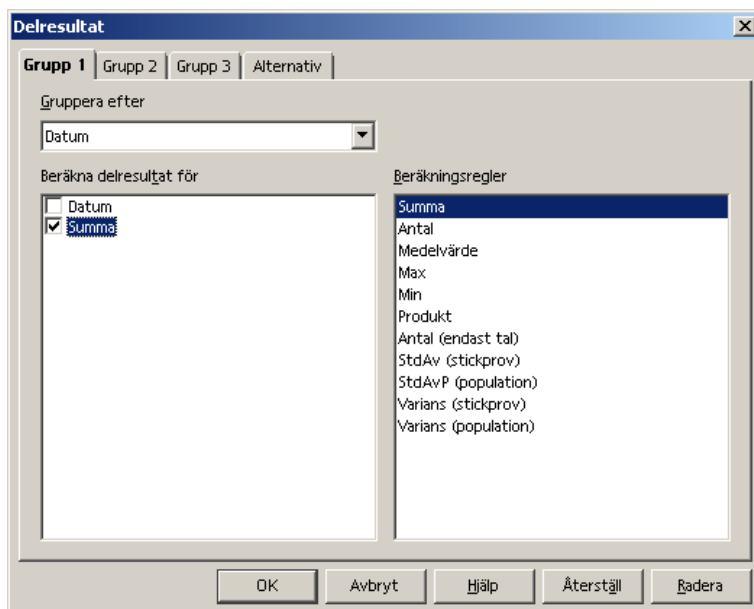 Delresultat
Grupp 1 Grupp 2 Grupp 3 Alternativ
Gruppera efter
Datum
Beräkna delresultat för
Datum
Summa
Beräkningsregler
Summa
Antal
Medelvärde
Max
Min
Produkt
Antal (endast tal)
StdAv (stickprov)
StdAvP (population)
Varians (stickprov)
Varians (population)
OK Avbryt Hjälp Återställ Radera